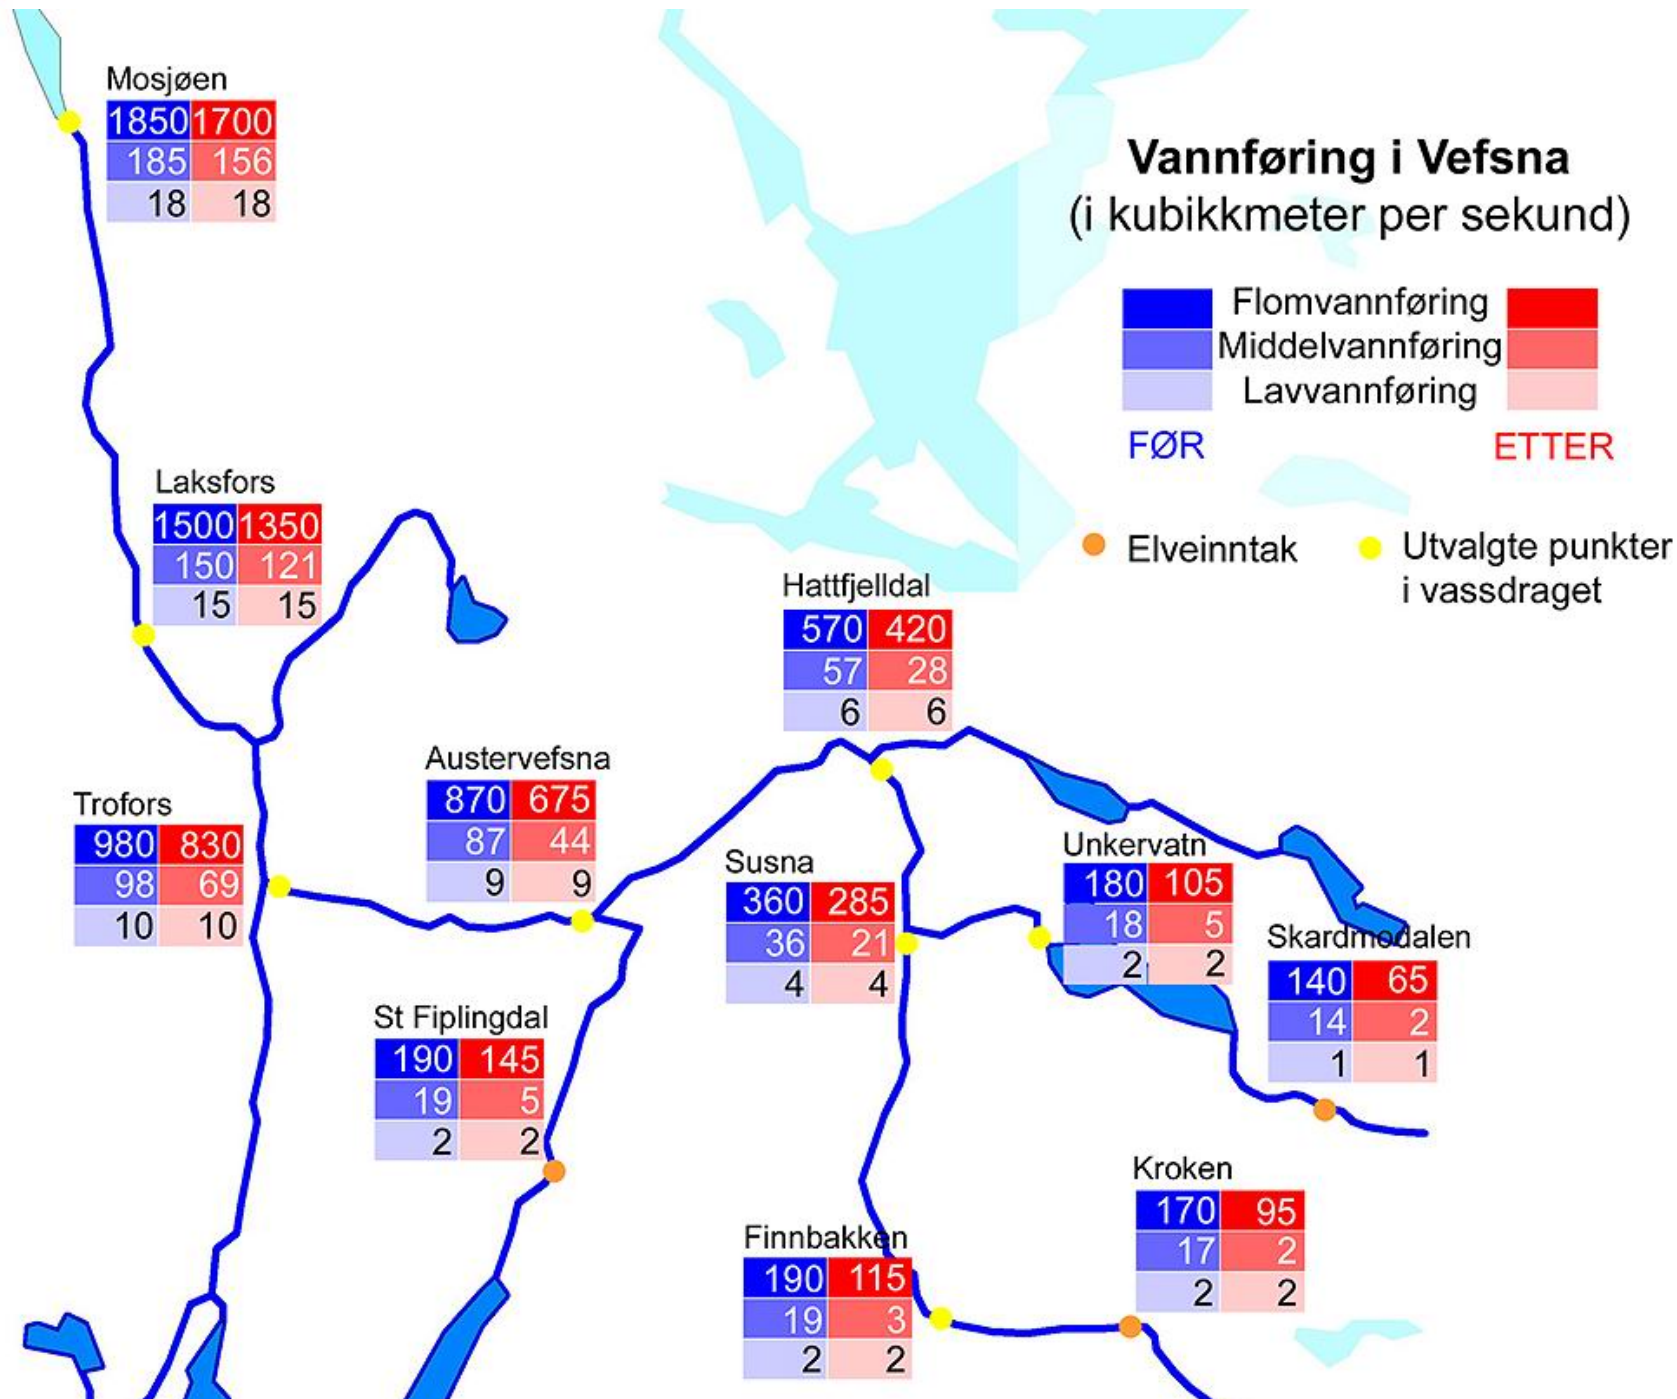 Mosjøen
1850 1700
185 156
18 18
Vannføring i Vefsna
(i kubikkmeter per sekund)
Flomvannføring
Middelvannføring
Lavvannføring
FØR ETTER
Elveinntak
Utvalgte punkter
i vassdraget
Laksfors
1500 1350
150 121
15 15
Hattfjelldal
570 420
57 28
6 6
Austervefsna
870 675
87 44
9 9
Trofors
980 830
98 69
10 10
Susna
360 285
36 21
4 4
Unkervatn
180 105
18 5
2 2
Skardmodalen
140 65
14 2
1 1
St Fiplingdal
190 145
19 5
2 2
Kroken
170 95
17 2
2 2
Finnbakken
190 115
19 3
2 2